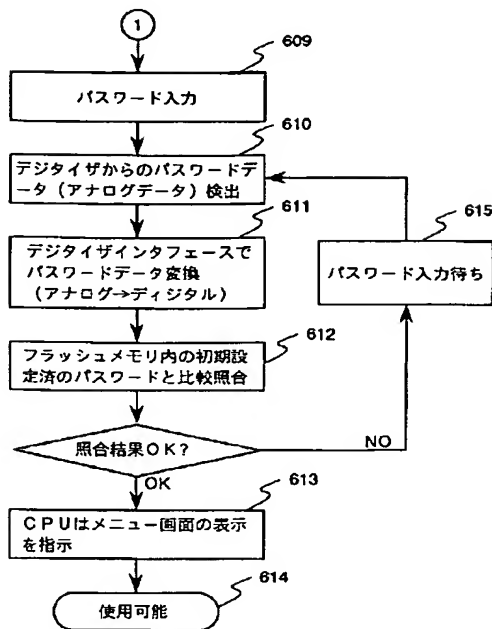 1
609
パスワード入力
610
デジタイザからのパスワードデ
ータ（アナログデータ）検出
611
615
デジタイザインタフェースで
パスワードデータ変換
（アナログ→ディジタル）
パスワード入力待ち
612
フラッシュメモリ内の初期設
定済のパスワードと比較照合
照合結果ＯＫ？
NO
OK
613
ＣＰＵはメニュー画面の表示
を指示
614
使用可能